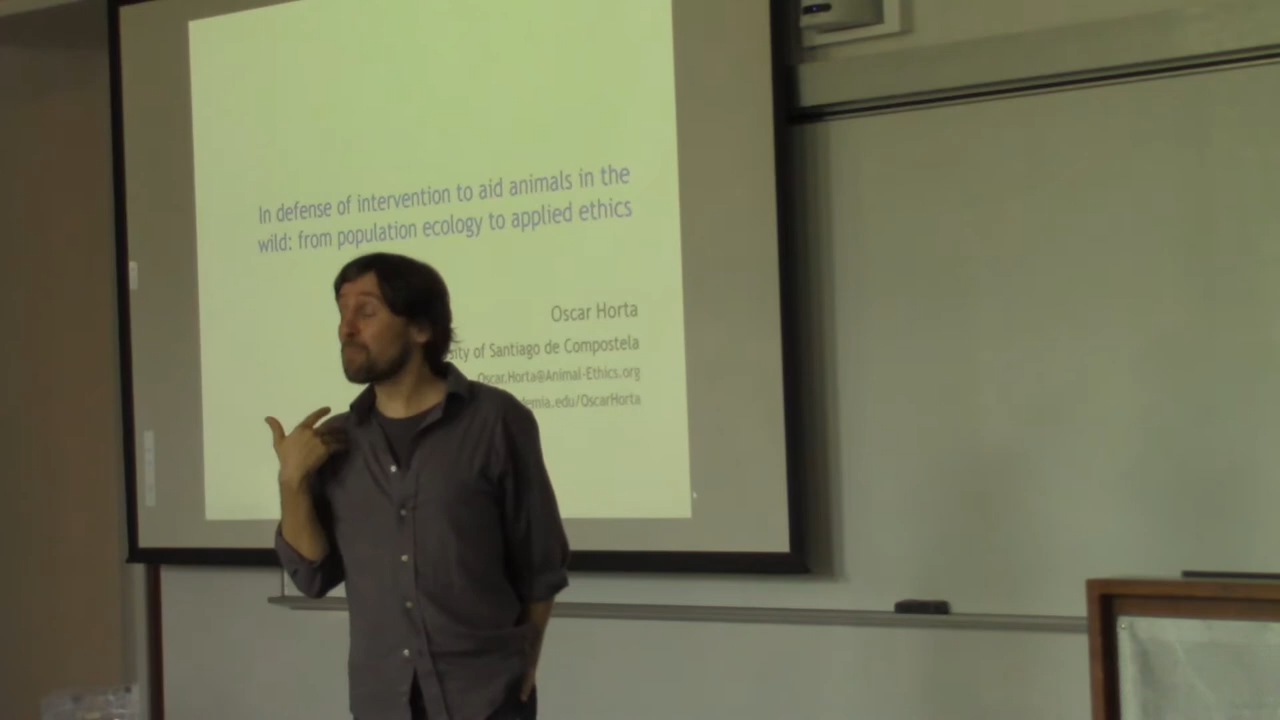 In defense of intervention to aid animals in the
wild: from population ecology to applied ethics
Oscar Horta
of Santiago de Compostela
Oscar.Horta@Animal-Ethics.org
demia.edu/OscarHorta